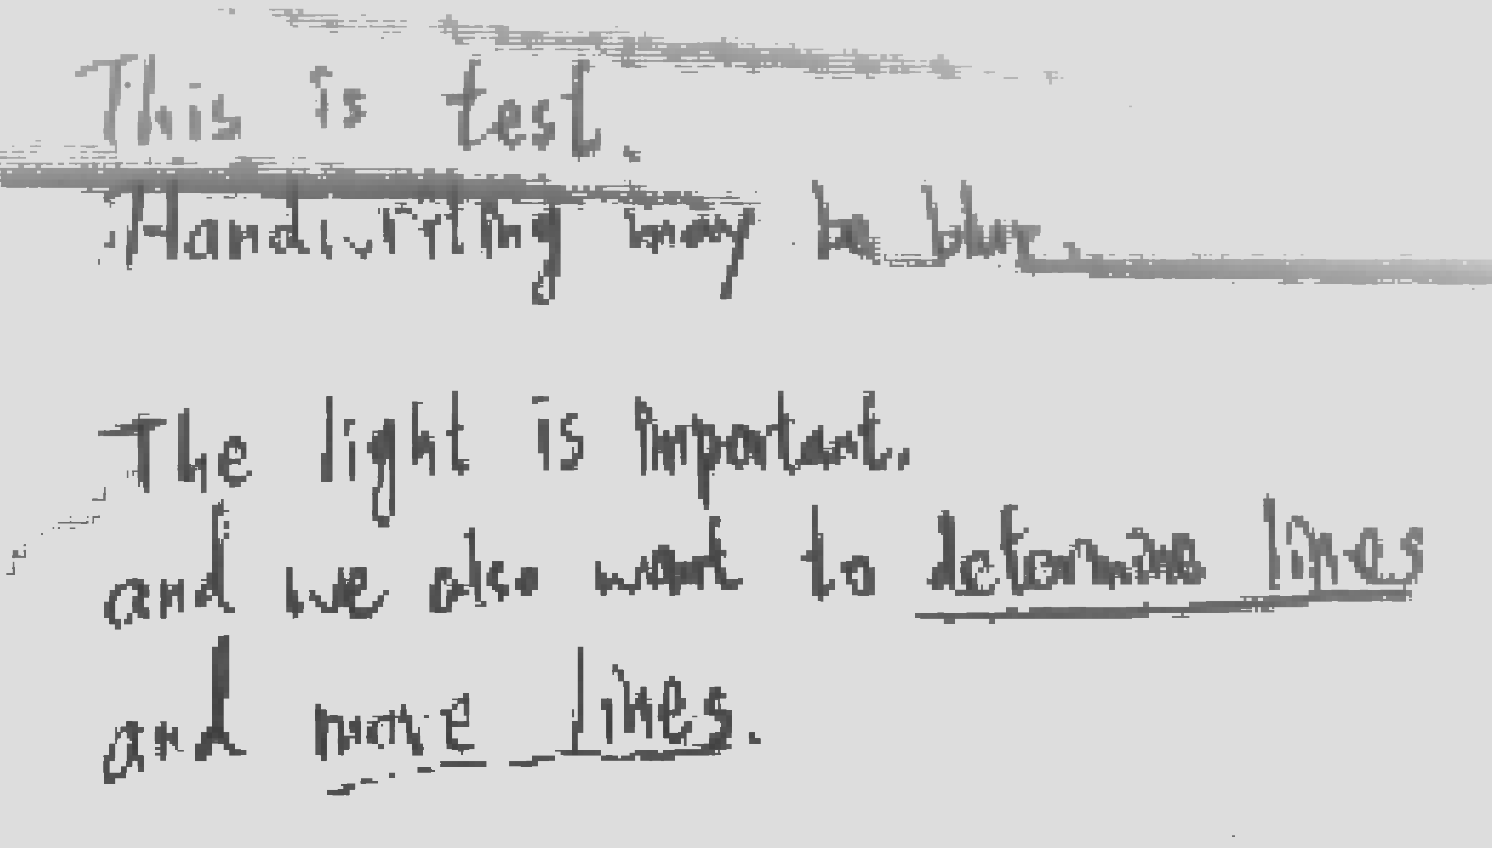 This is test.
Handwriting may be blur.
The light is important.
and we also want to determine lines
and more lines.